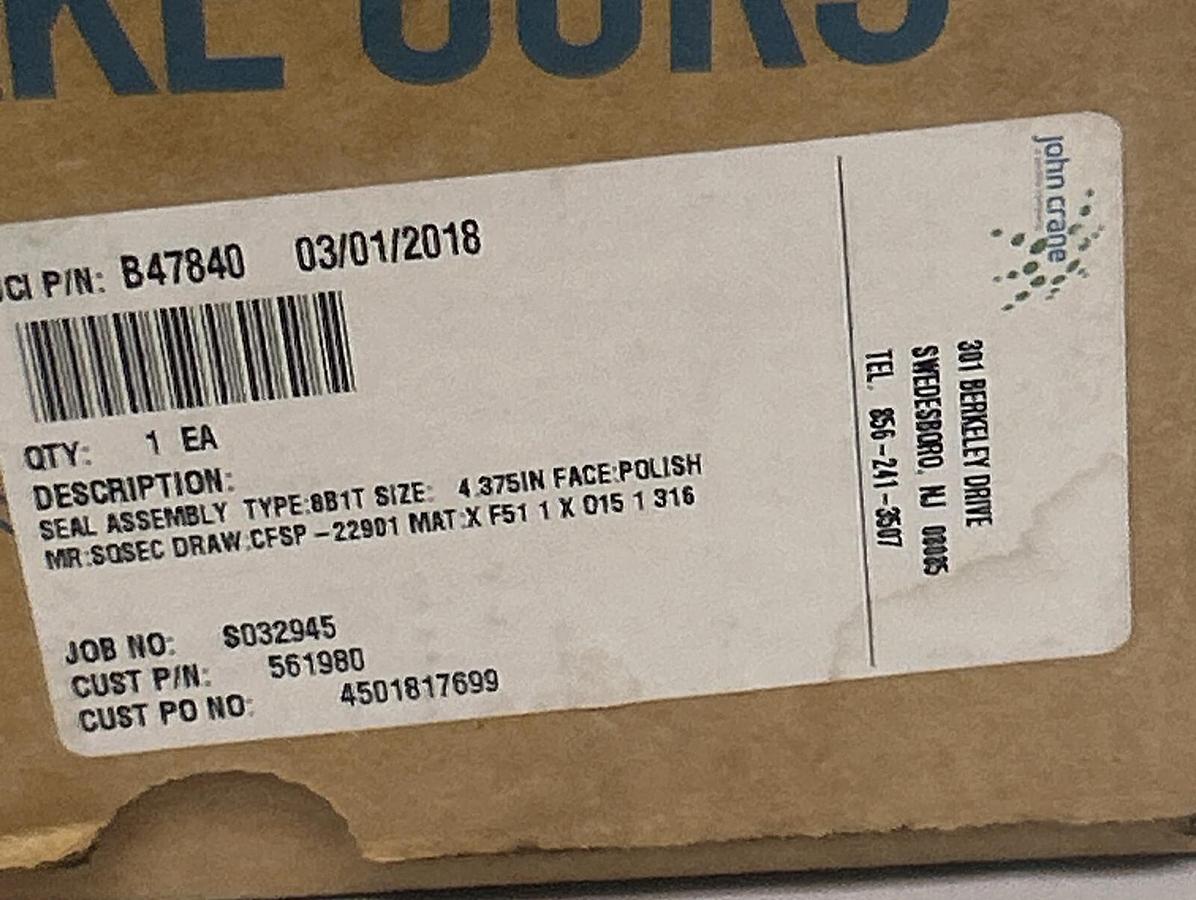 JCI P/N: B47840 03/01/2018
QTY: 1 EA
DESCRIPTION:
SEAL ASSEMBLY TYPE:8B1T SIZE: 4.375IN FACE:POLISH
MR:SQSEC DRAW:CFSP-22901 MAT:X F51 1 X O15 1 316
JOB NO: S032945
CUST P/N: 561980
CUST PO NO: 4501817699
john crane
301 BERKELEY DRIVE
SWEDESBORO, NJ 08085
TEL. 856-241-3507